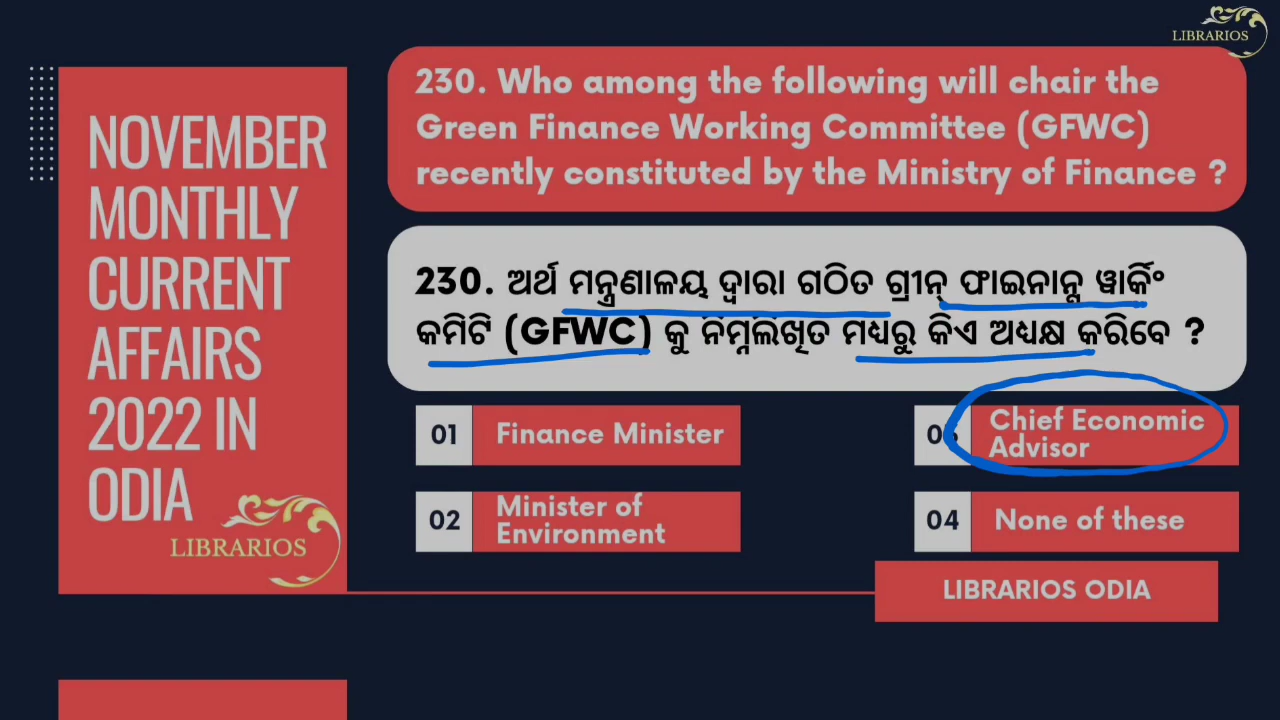 LIBRARIOS
NOVEMBER
MONTHLY
CURRENT
AFFAIRS
2022 IN
ODIA
LIBRARIOS
230. Who among the following will chair the
Green Finance Working Committee (GFWC)
recently constituted by the Ministry of Finance ?
230. ଅର୍ଥ ମନ୍ତ୍ରଣାଳୟ ଦ୍ୱାରା ଗଠିତ ଗ୍ରୀନ୍ ଫାଇନାନ୍ସ ୱାର୍କିଂ
କମିଟି (GFWC) କୁ ନିମ୍ନଲିଖିତ ମଧ୍ୟରୁ କିଏ ଅଧ୍ୟକ୍ଷ କରିବେ ?
01 Finance Minister
02 Minister of
Environment
03 Chief Economic
Advisor
04 None of these
LIBRARIOS ODIA